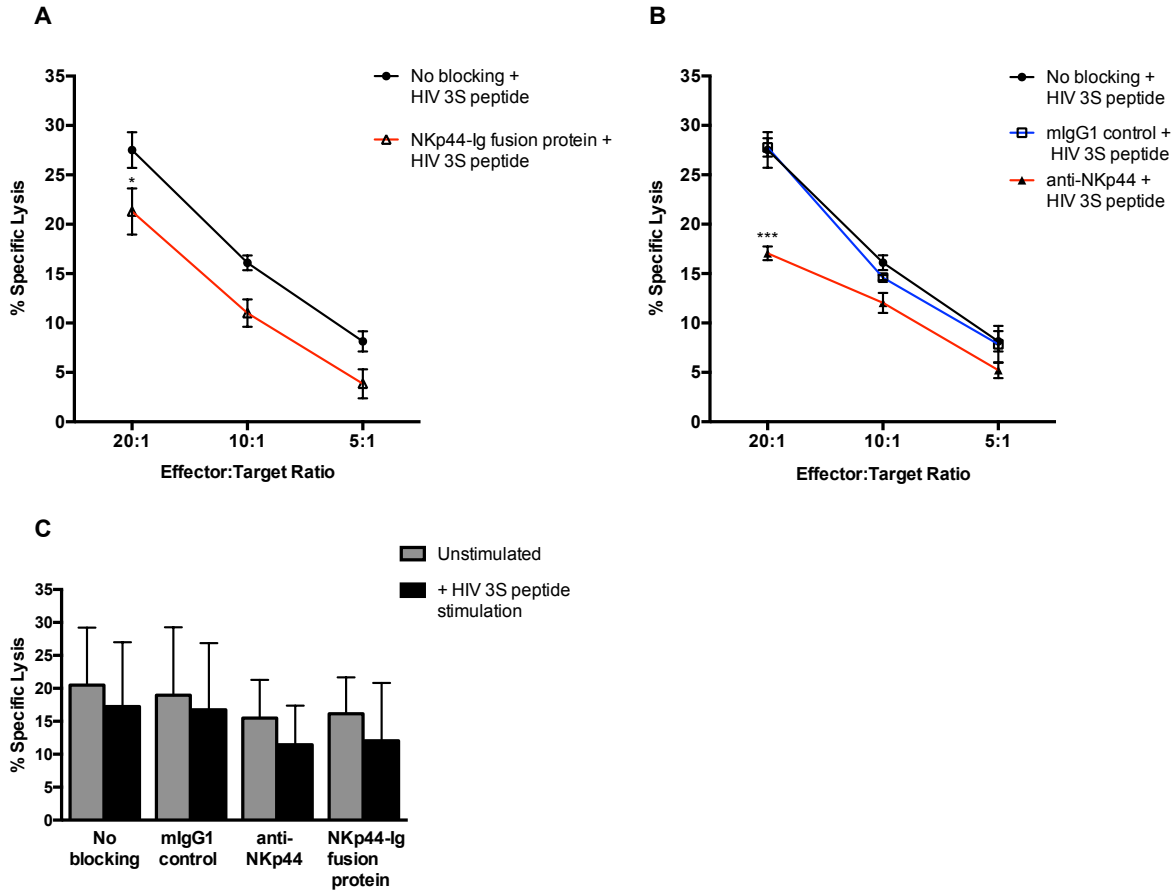 A
35
30
25
20
15
10
5
0
% Specific Lysis
*
20:1
10:1
5:1
Effector:Target Ratio
No blocking +
HIV 3S peptide
NKp44-Ig fusion protein +
HIV 3S peptide
B
35
30
25
20
15
10
5
0
% Specific Lysis
***
20:1
10:1
5:1
Effector:Target Ratio
No blocking +
HIV 3S peptide
mIgG1 control +
HIV 3S peptide
anti-NKp44 +
HIV 3S peptide
C
Unstimulated
+ HIV 3S peptide
stimulation
35
30
25
20
15
10
5
0
% Specific Lysis
No
blocking
mIgG1
control
anti-
NKp44
NKp44-Ig
fusion
protein